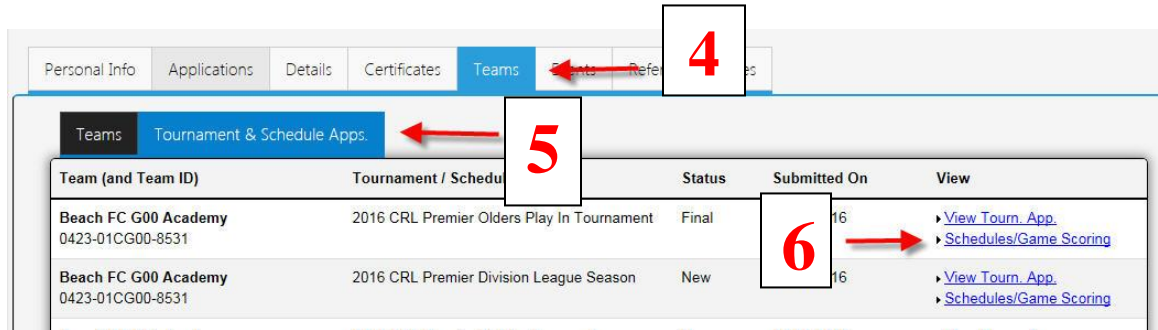 4
Personal Info Applications Details Certificates Teams Events
5
Teams Tournament & Schedule Apps.
Team (and Team ID) Tournament / Status Submitted On View
Beach FC G00 Academy 2016 CRL Premier Olders Play In Tournament Final 16 View Tourn. App.
0423-01CG00-8531 6 Schedules/Game Scoring
Beach FC G00 Academy 2016 CRL Premier Division League Season New 16 View Tourn. App.
0423-01CG00-8531 Schedules/Game Scoring